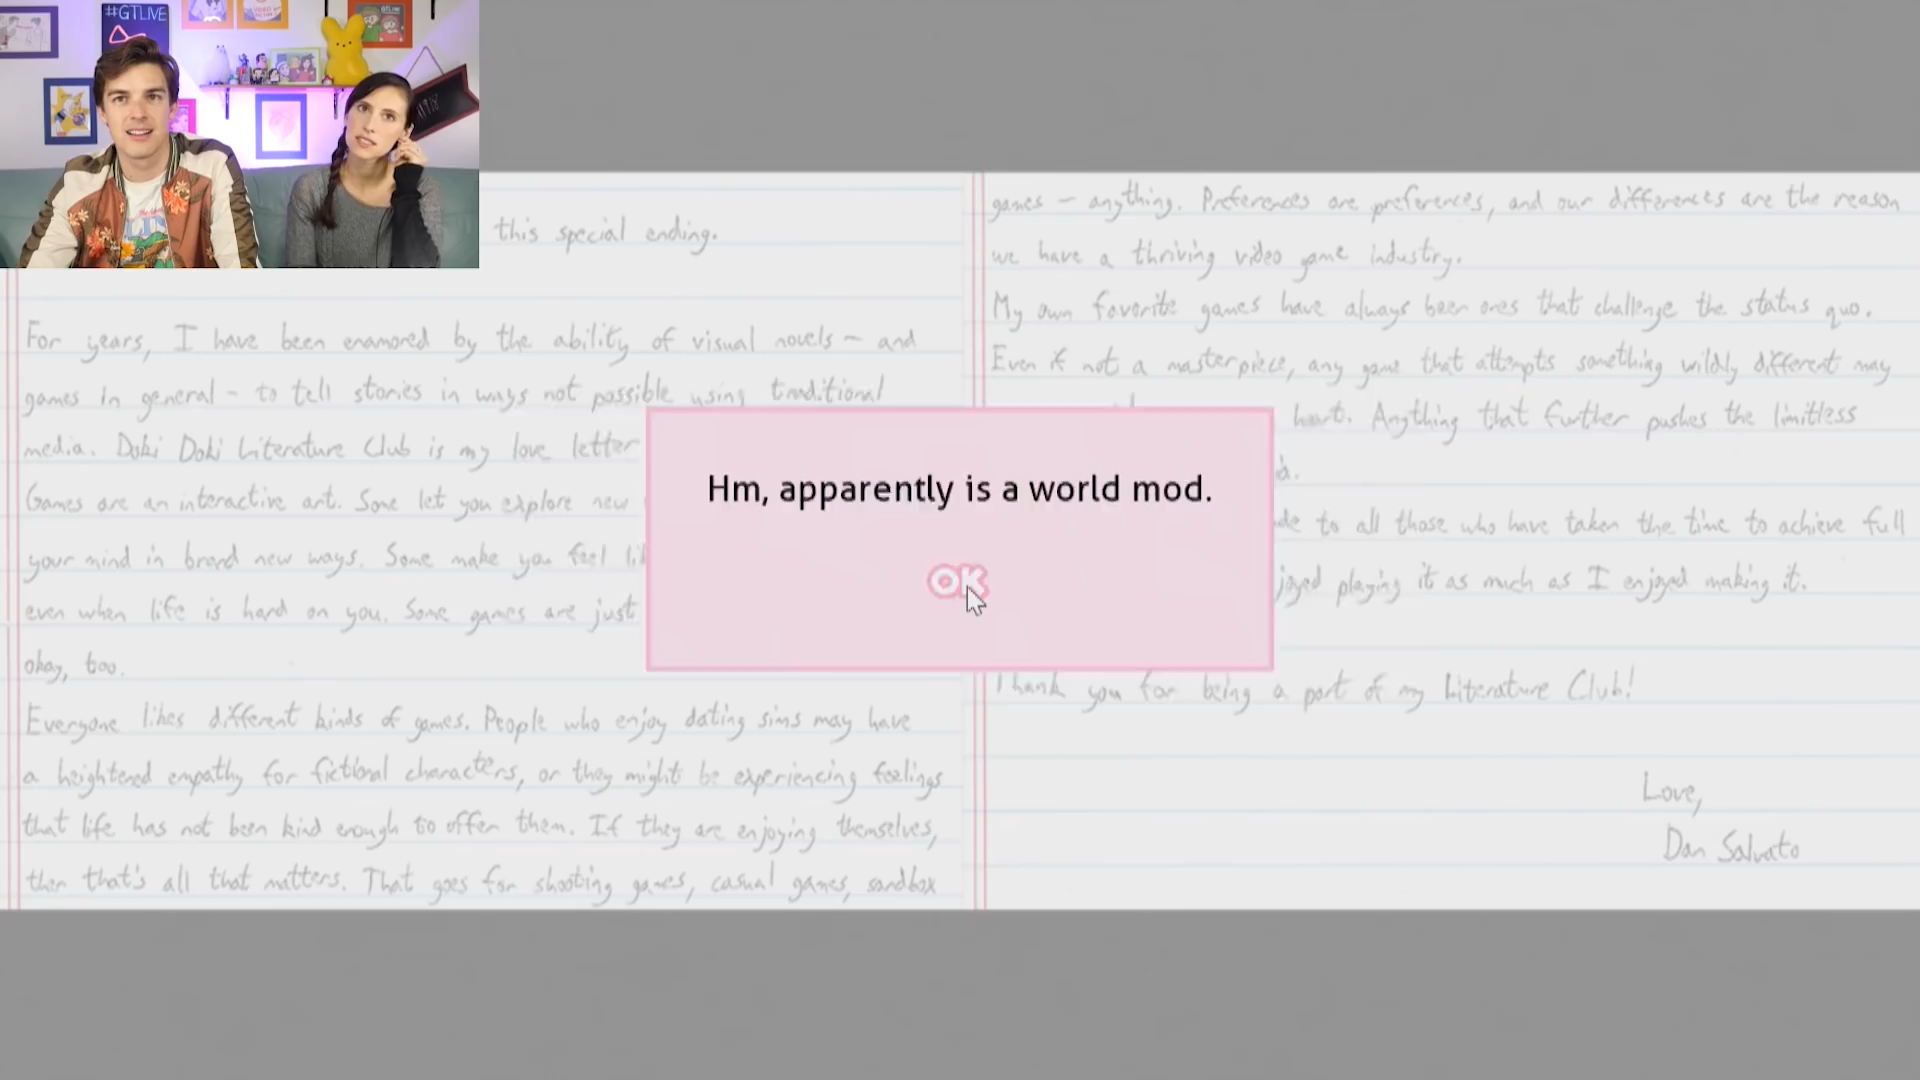 #GTLIVE
this special ending.
For years, I have been enamored by the ability of visual novels - and
games in general - to tell stories in ways not possible using traditional
media. Doki Doki Literature Club is my love letter
Games are an interactive art. Some let you explore new
your mind in brand new ways. Some make you feel
even when life is hard on you. Some games are just
okay, too.
Everyone likes different kinds of games. People who enjoy dating sims may have
a heightened empathy for fictional characters, or they might be experiencing feelings
that life has not been kind enough to offer them. If they are enjoying themselves,
then that's all that matters. That goes for shooting games, casual games, sandbox
games - anything. Preferences are preferences, and our differences are the reason
we have a thriving video game industry.
My own favorite games have always been ones that challenge the status quo.
Even if not a masterpiece, any game that attempts something wildly different may
heart. Anything that further pushes the limitless
to all those who have taken the time to achieve full
playing it as much as I enjoyed making it.
Thank you for being a part of my Literature Club!
Love,
Dan Salvato
Hm, apparently is a world mod.
OK